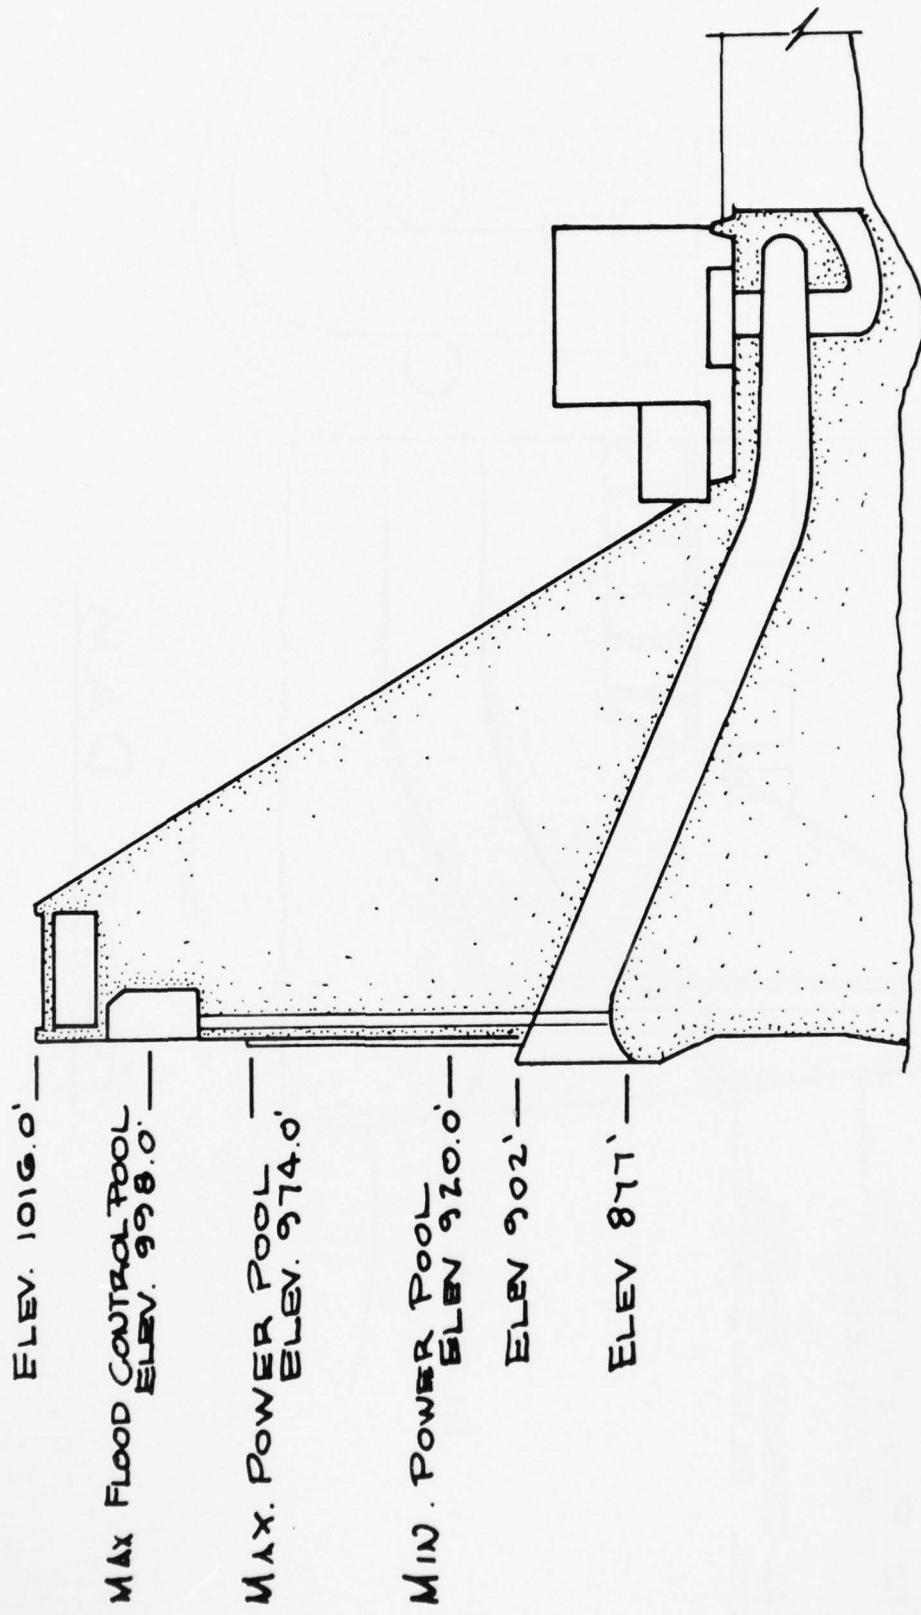 ELEV. 1016.0'
MAX FLOOD CONTROL POOL
ELEV. 998.0'
MAX. POWER POOL
ELEV. 974.0'
MIN. POWER POOL
ELEV 920.0'
ELEV 902'
ELEV 877'